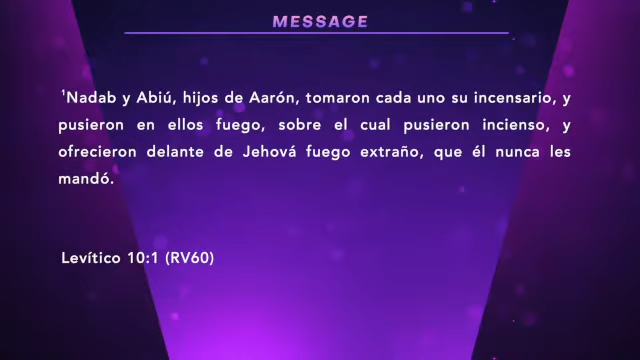 MESSAGE
¹Nadab y Abiú, hijos de Aarón, tomaron cada uno su incensario, y
pusieron en ellos fuego, sobre el cual pusieron incienso, y
ofrecieron delante de Jehová fuego extraño, que él nunca les
mandó.
Levítico 10:1 (RV60)